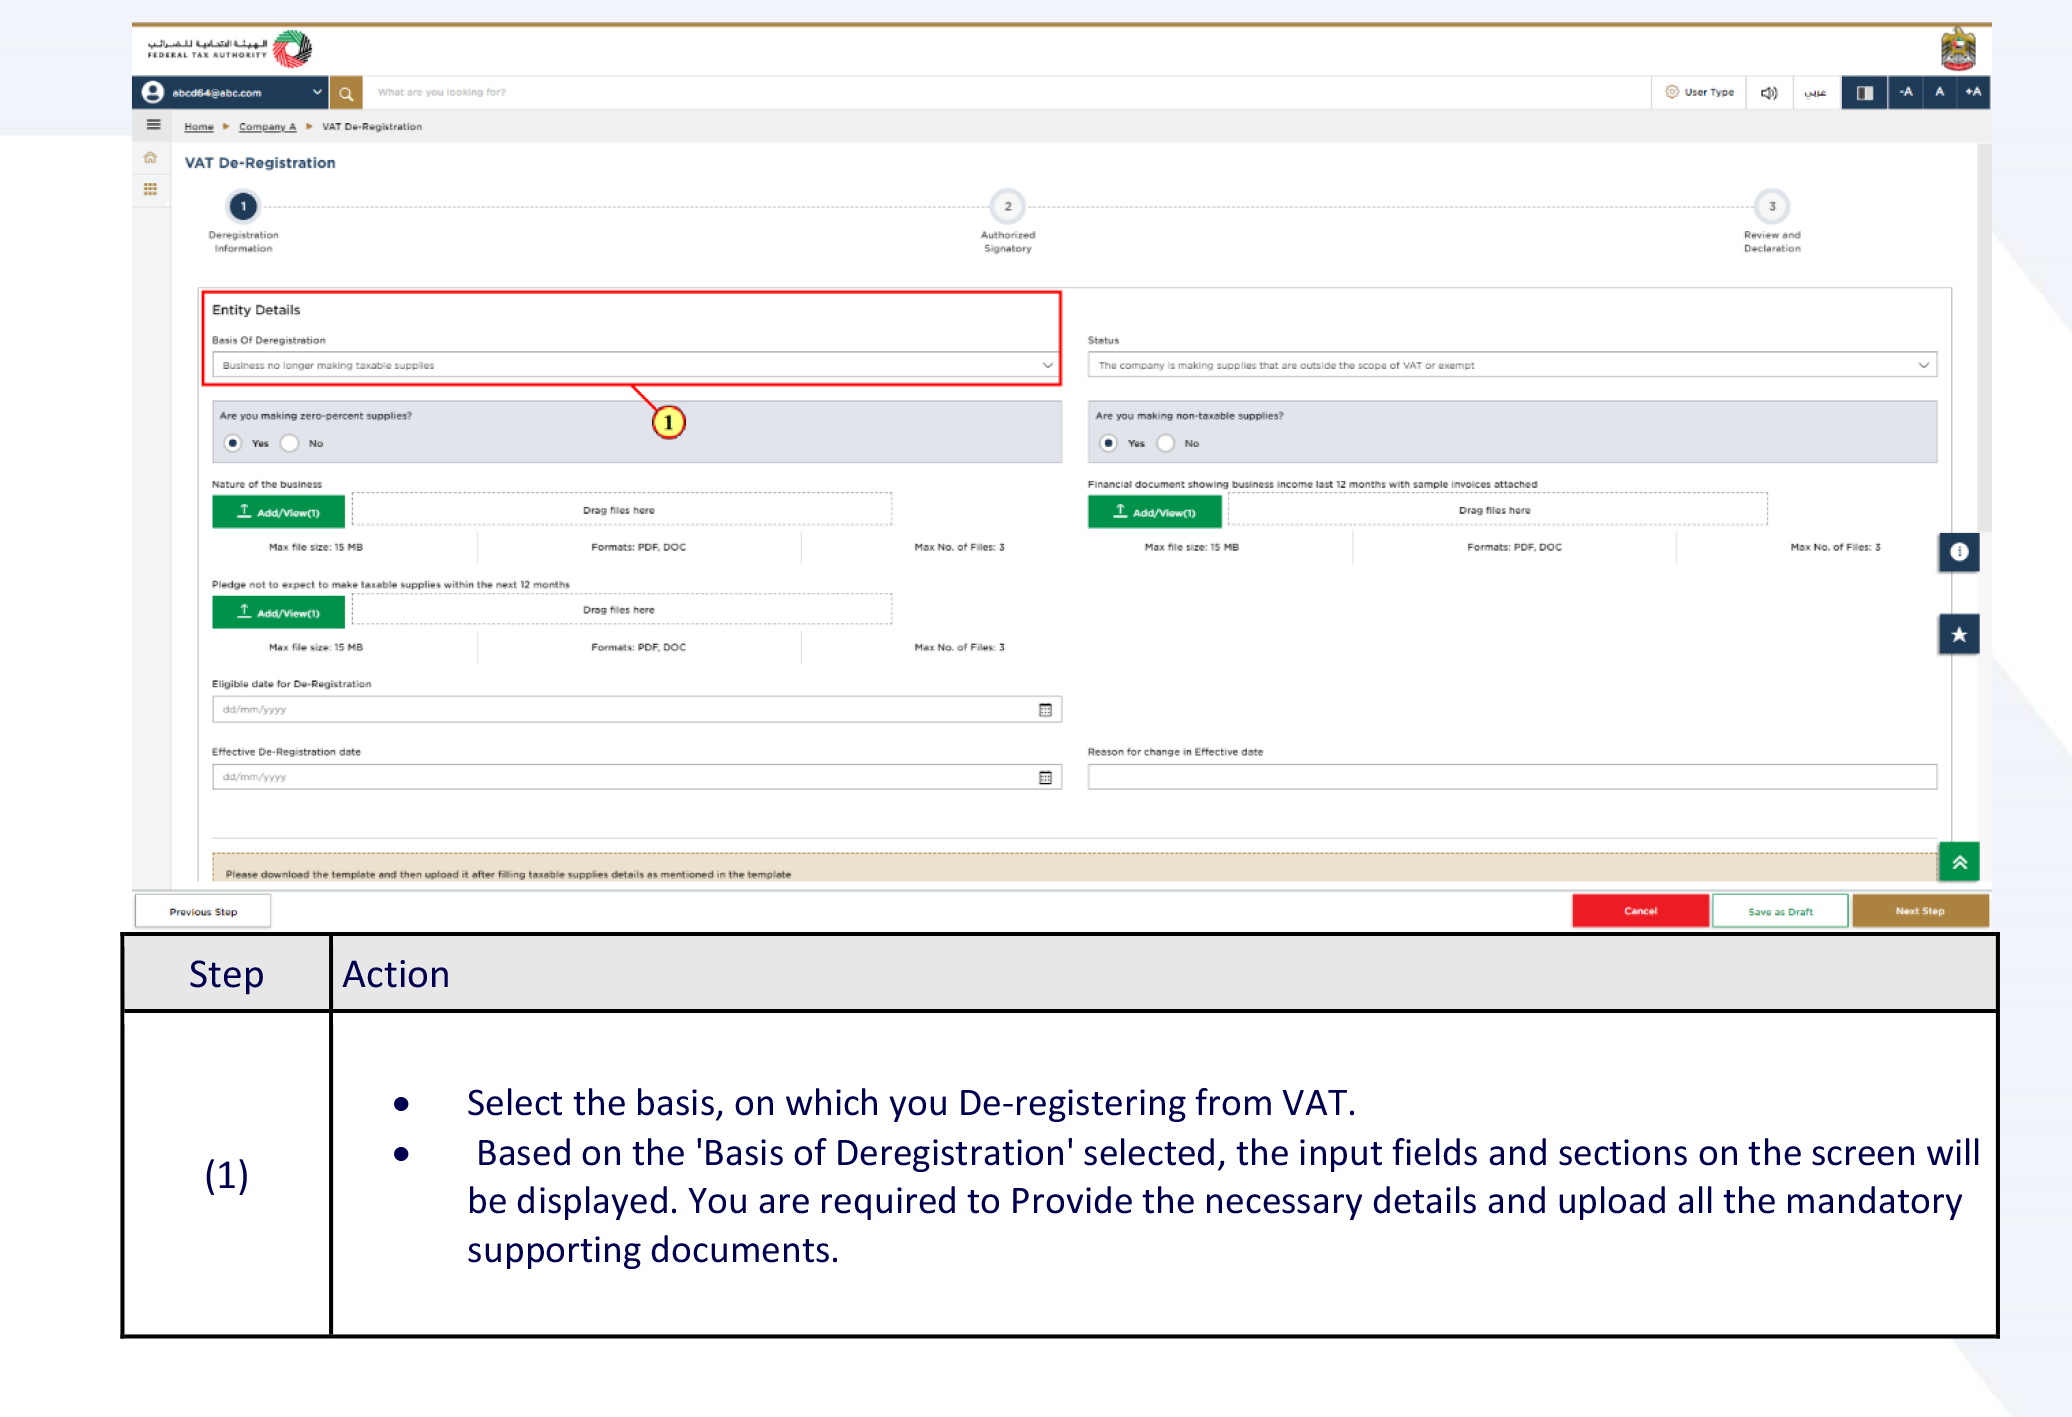 الهيئة الاتحادية للضرائب
FEDERAL TAX AUTHORITY
abcd64@abc.com
What are you looking for?
User Type
عربي
-A A +A
Home ▶ Company A ▶ VAT De-Registration
VAT De-Registration
1 2 3
Deregistration Information
Authorized Signatory
Review and Declaration
Entity Details
Basis Of Deregistration
Status
Business no longer making taxable supplies
The company is making supplies that are outside the scope of VAT or exempt
1
Are you making zero-percent supplies?
Are you making non-taxable supplies?
Yes No
Yes No
Nature of the business
Financial document showing business income last 12 months with sample invoices attached
Add/View(1) Drag files here
Add/View(1) Drag files here
Max file size: 15 MB Formats: PDF, DOC Max No. of Files: 3
Max file size: 15 MB Formats: PDF, DOC Max No. of Files: 3
Pledge not to expect to make taxable supplies within the next 12 months
Add/View(1) Drag files here
Max file size: 15 MB Formats: PDF, DOC Max No. of Files: 3
Eligible date for De-Registration
dd/mm/yyyy
Effective De-Registration date
Reason for change in Effective date
dd/mm/yyyy
Please download the template and then upload it after filling taxable supplies details as mentioned in the template
Previous Step
Cancel
Save as Draft
Next Step
Step Action
(1)
• Select the basis, on which you De-registering from VAT.
• Based on the 'Basis of Deregistration' selected, the input fields and sections on the screen will
be displayed. You are required to Provide the necessary details and upload all the mandatory
supporting documents.